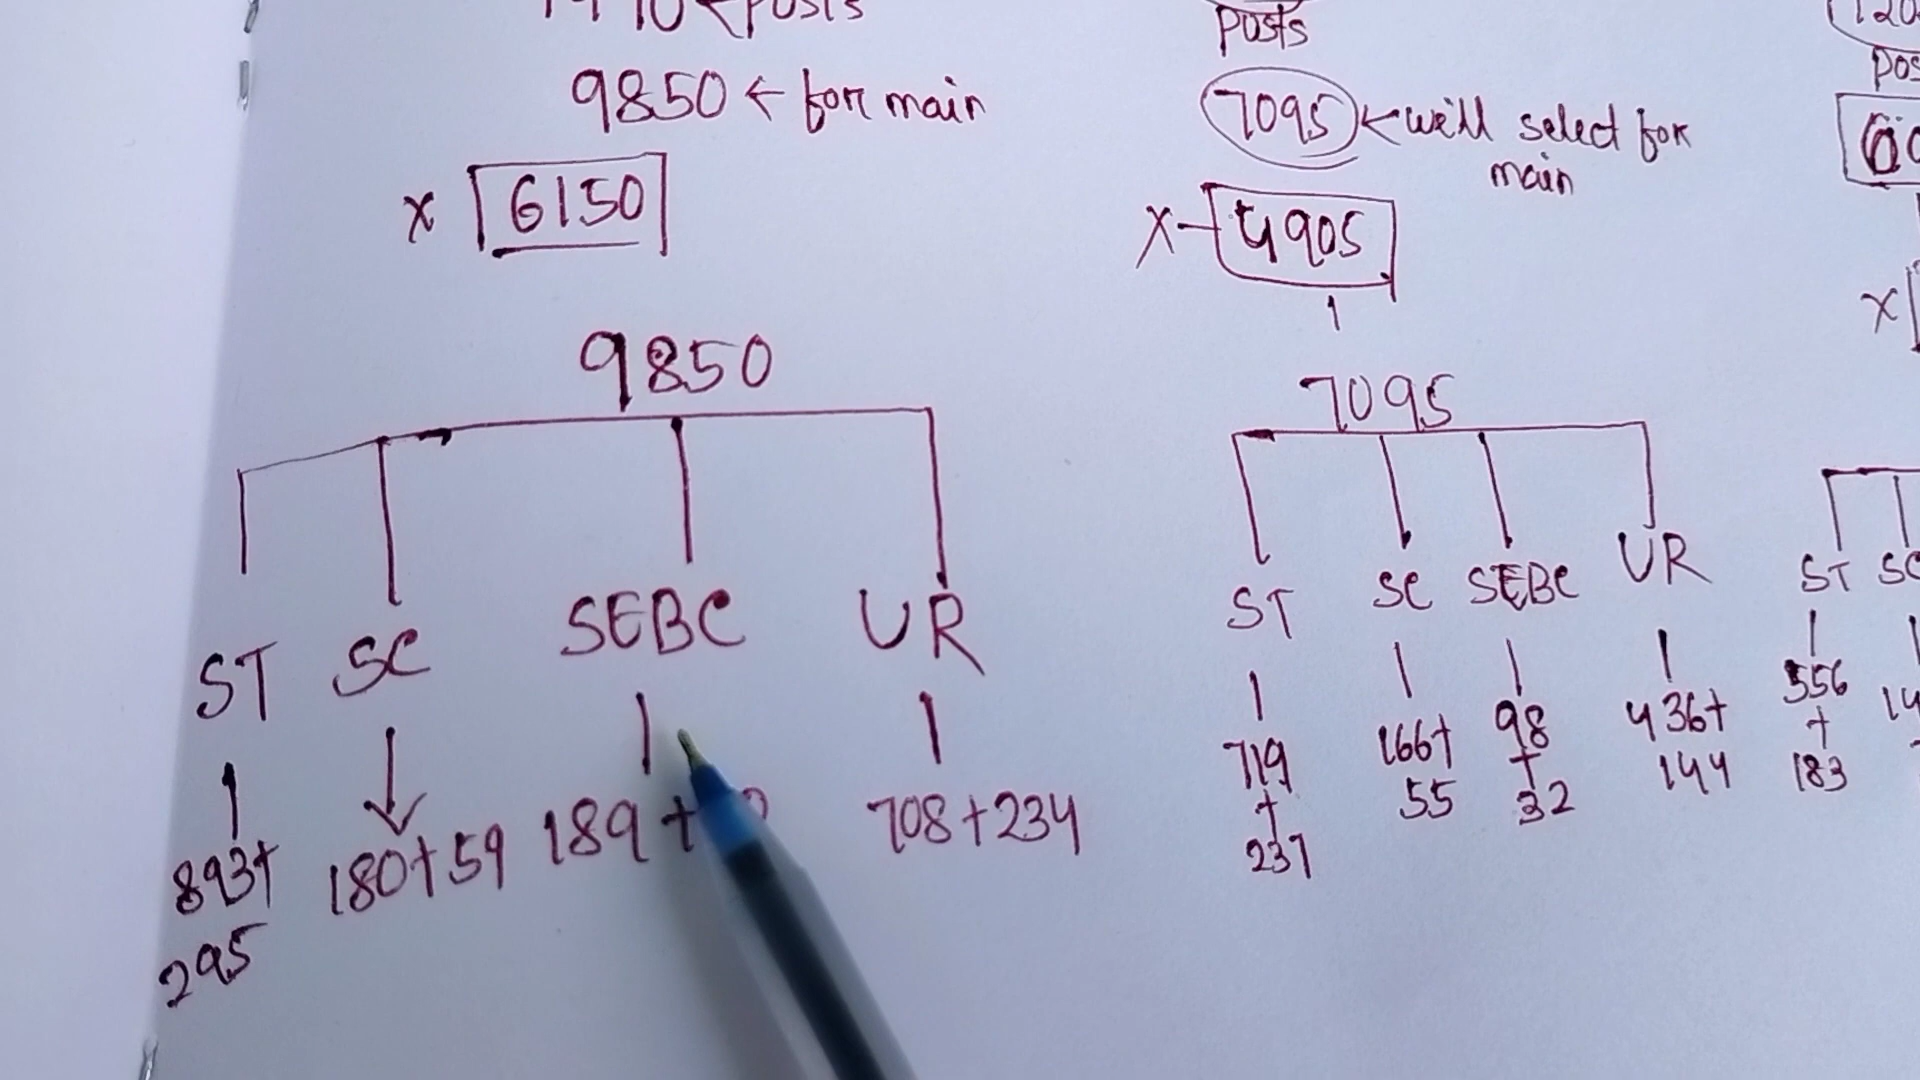 posts
9850 ← for main
x 6150
9850
ST SC SEBC UR
893+
295
180+59
189+
708+234
posts
7095 ← will select for
main
X 4905
7095
ST SC SEBC UR
719
+
237
166+
55
98
+
32
436+
144
x
ST
556
+
183